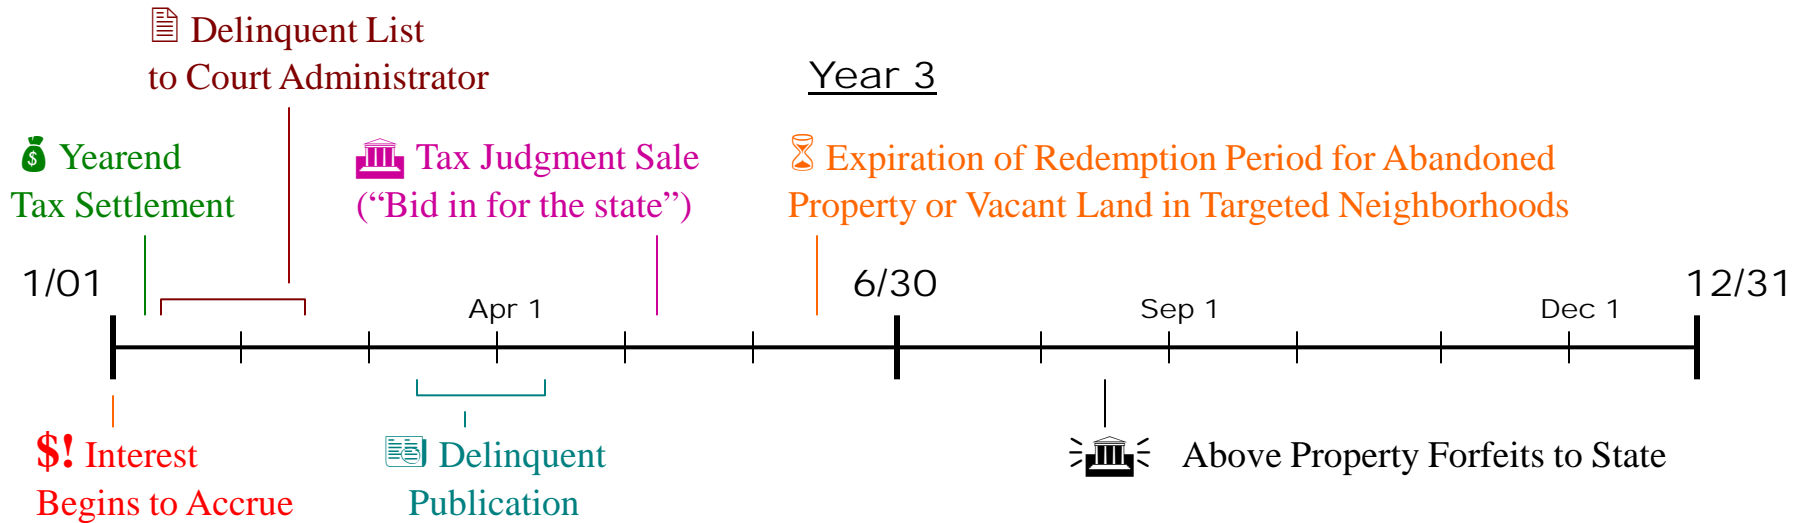 Delinquent List
to Court Administrator
Year 3
Yearend
Tax Settlement
Tax Judgment Sale
(“Bid in for the state”)
Expiration of Redemption Period for Abandoned
Property or Vacant Land in Targeted Neighborhoods
1/01
Apr 1
6/30
Sep 1
Dec 1
12/31
$! Interest
Begins to Accrue
Delinquent
Publication
Above Property Forfeits to State